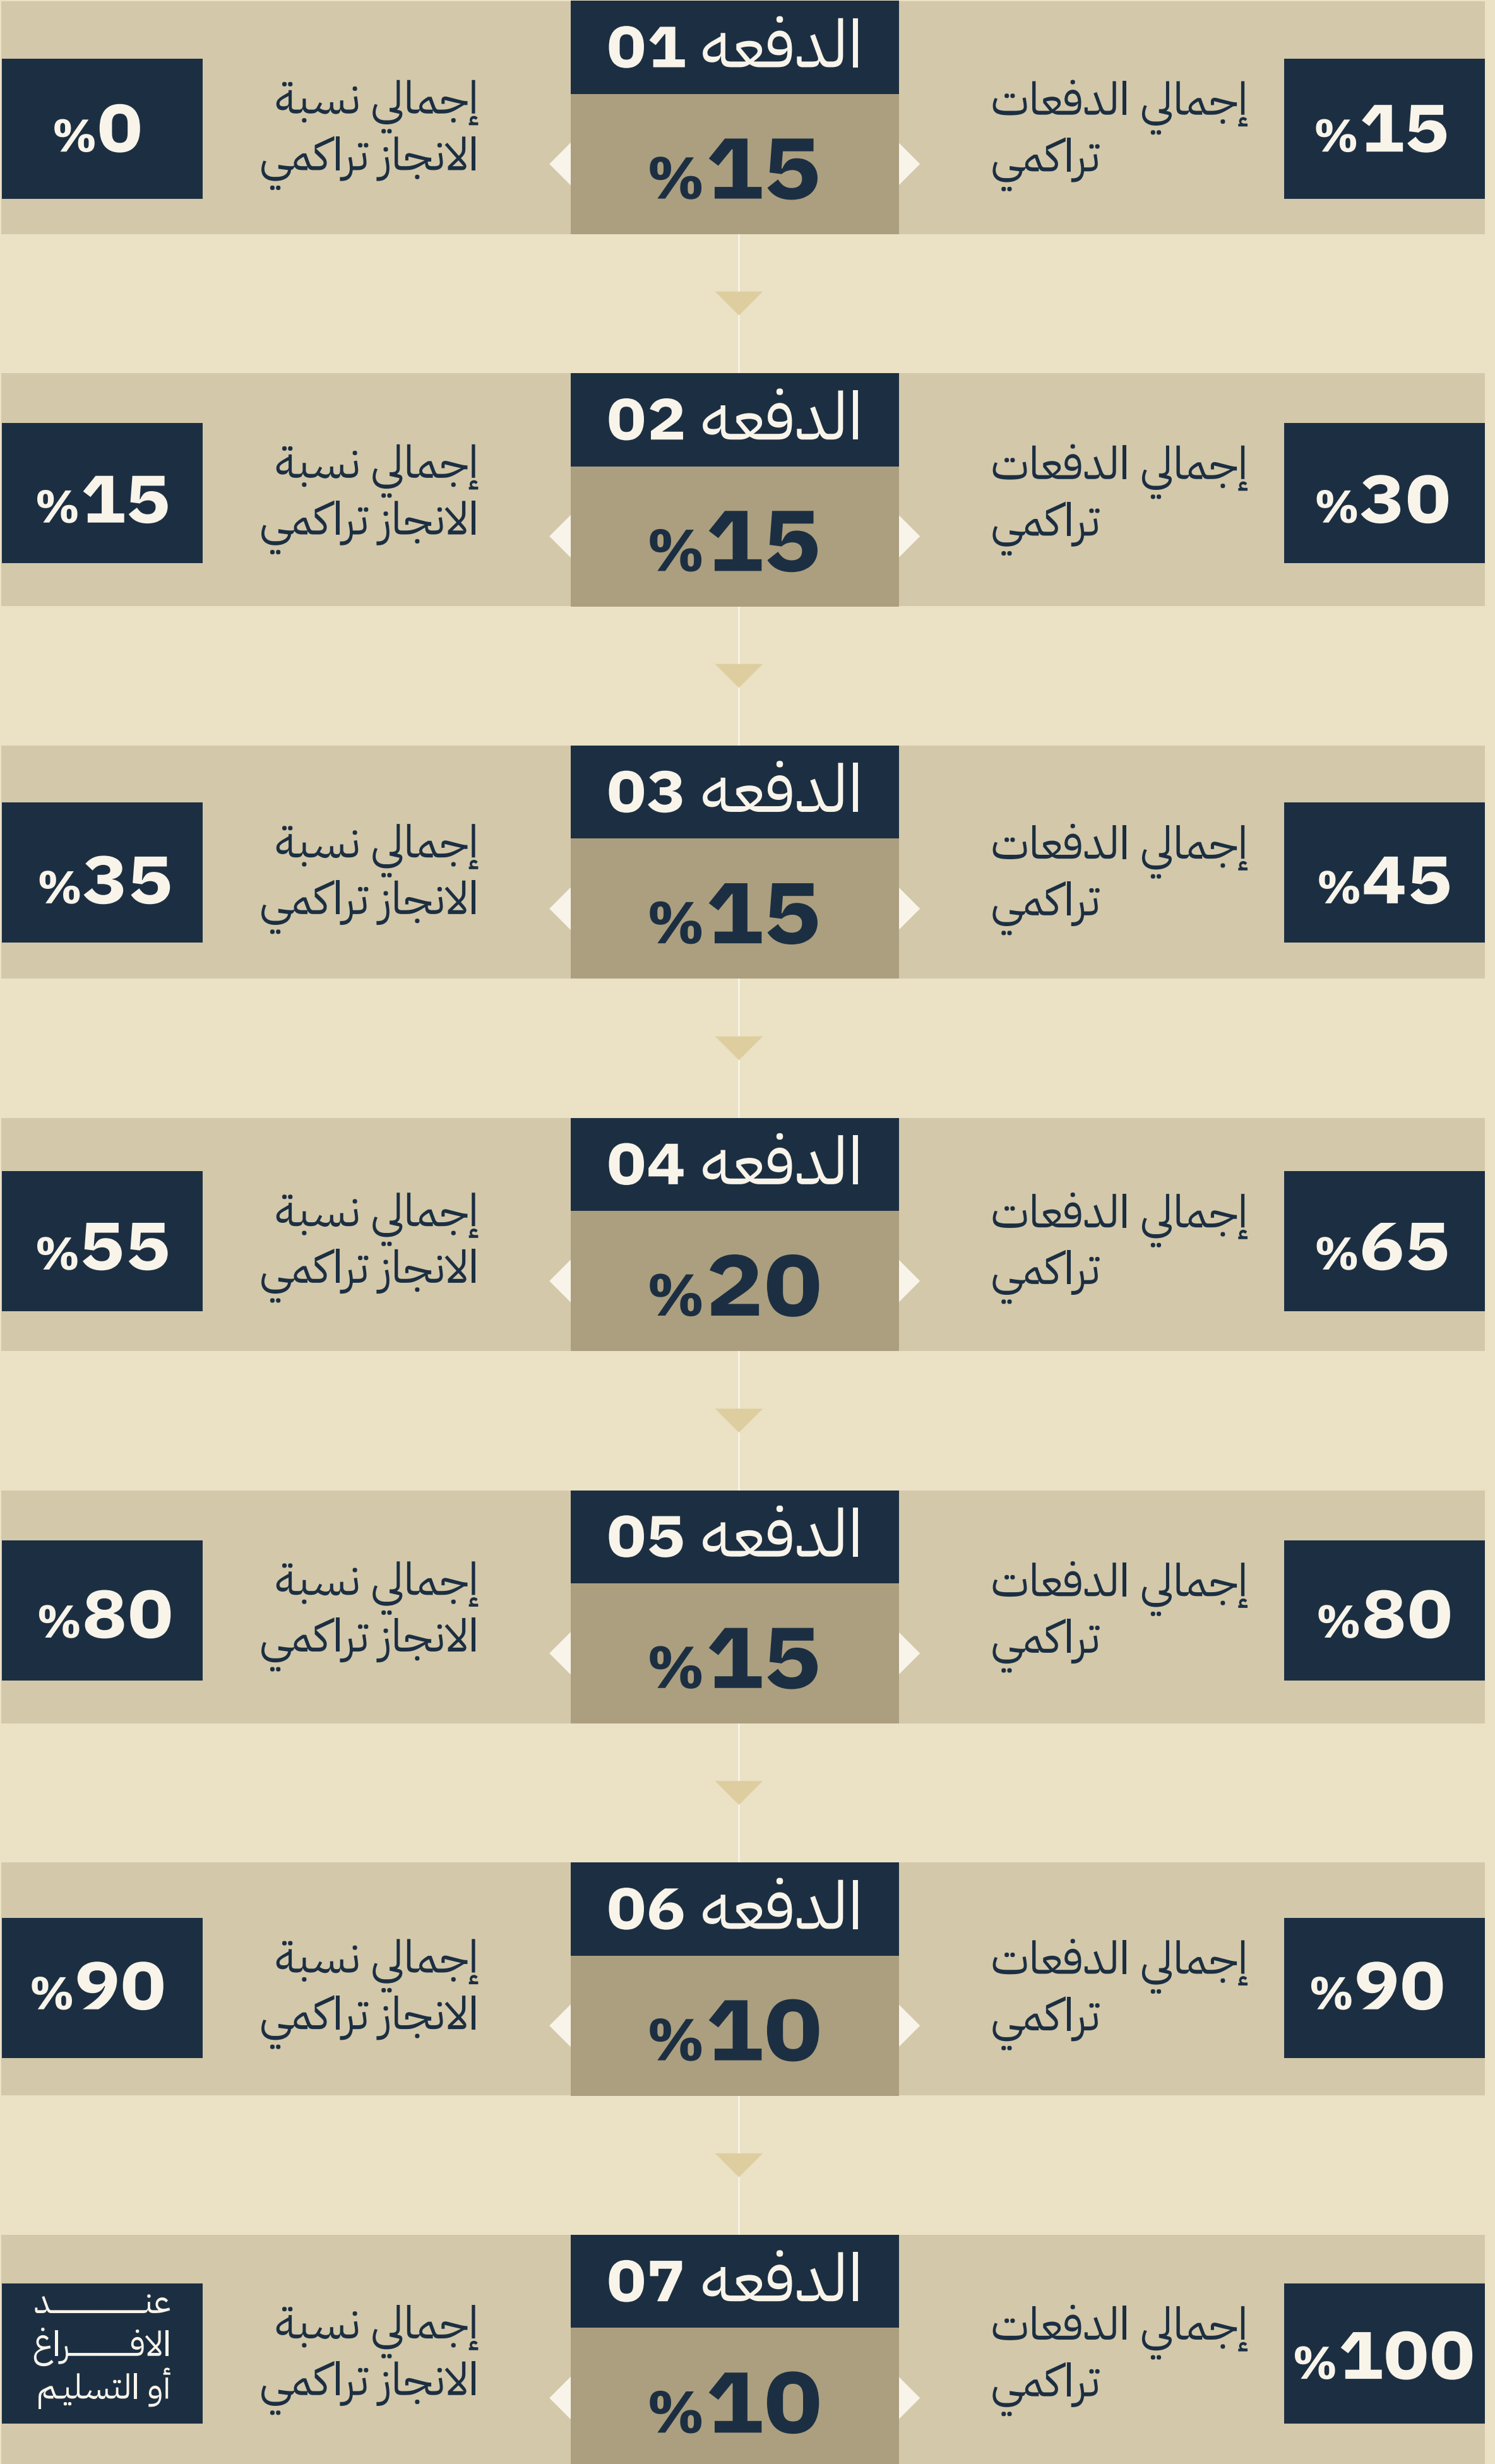 الدفعه 01
%15
إجمالي الدفعات
تراكمي
%15
إجمالي نسبة
الانجاز تراكمي
%0
الدفعه 02
%30
إجمالي الدفعات
تراكمي
%15
إجمالي نسبة
الانجاز تراكمي
%15
الدفعه 03
%45
إجمالي الدفعات
تراكمي
%15
إجمالي نسبة
الانجاز تراكمي
%35
الدفعه 04
%65
إجمالي الدفعات
تراكمي
%20
إجمالي نسبة
الانجاز تراكمي
%55
الدفعه 05
%80
إجمالي الدفعات
تراكمي
%15
إجمالي نسبة
الانجاز تراكمي
%80
الدفعه 06
%90
إجمالي الدفعات
تراكمي
%10
إجمالي نسبة
الانجاز تراكمي
%90
الدفعه 07
%100
إجمالي الدفعات
تراكمي
%10
إجمالي نسبة
الانجاز تراكمي
عنـــــــــــد
الافـــــــراغ
أو التسليم